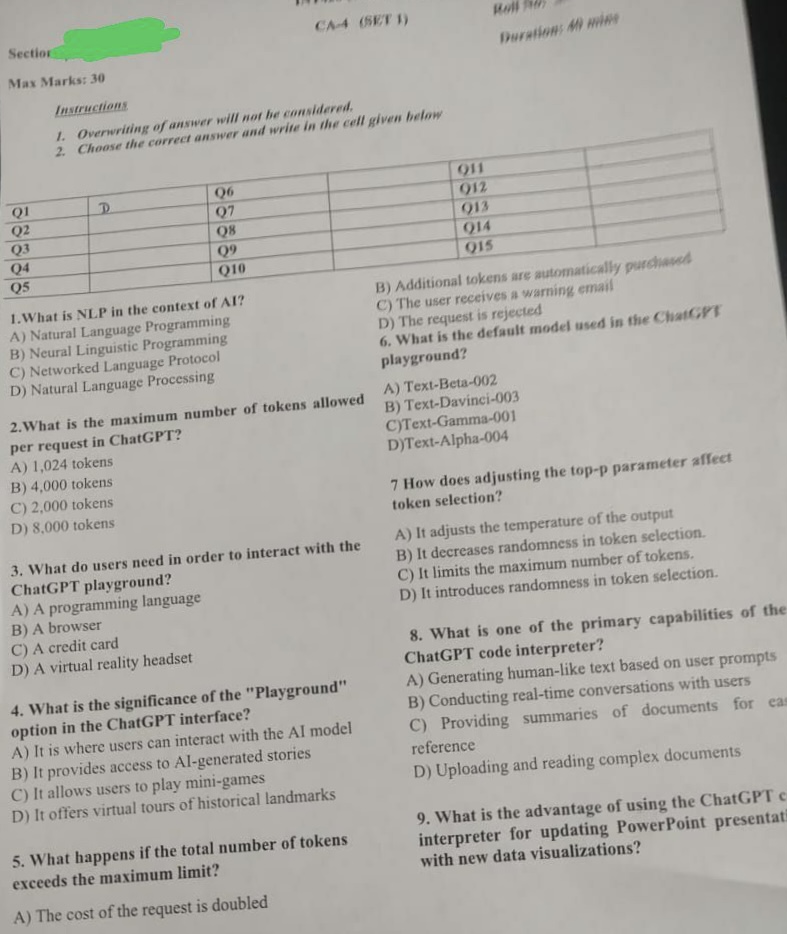 CA-4 (SET 1)
Roll
Duration: 40 mins
Section
Max Marks: 30
Instructions
1. Overwriting of answer will not be considered.
2. Choose the correct answer and write in the cell given below
Q1 D Q6 Q11
Q2 Q7 Q12
Q3 Q8 Q13
Q4 Q9 Q14
Q5 Q10 Q15
1.What is NLP in the context of AI?
A) Natural Language Programming
B) Neural Linguistic Programming
C) Networked Language Protocol
D) Natural Language Processing
2.What is the maximum number of tokens allowed
per request in ChatGPT?
A) 1,024 tokens
B) 4,000 tokens
C) 2,000 tokens
D) 8,000 tokens
3. What do users need in order to interact with the
ChatGPT playground?
A) A programming language
B) A browser
C) A credit card
D) A virtual reality headset
4. What is the significance of the "Playground"
option in the ChatGPT interface?
A) It is where users can interact with the AI model
B) It provides access to AI-generated stories
C) It allows users to play mini-games
D) It offers virtual tours of historical landmarks
5. What happens if the total number of tokens
exceeds the maximum limit?
A) The cost of the request is doubled
B) Additional tokens are automatically purchased
C) The user receives a warning email
D) The request is rejected
6. What is the default model used in the ChatGPT
playground?
A) Text-Beta-002
B) Text-Davinci-003
C)Text-Gamma-001
D)Text-Alpha-004
7 How does adjusting the top-p parameter affect
token selection?
A) It adjusts the temperature of the output
B) It decreases randomness in token selection.
C) It limits the maximum number of tokens.
D) It introduces randomness in token selection.
8. What is one of the primary capabilities of the
ChatGPT code interpreter?
A) Generating human-like text based on user prompts
B) Conducting real-time conversations with users
C) Providing summaries of documents for eas
reference
D) Uploading and reading complex documents
9. What is the advantage of using the ChatGPT c
interpreter for updating PowerPoint presentati
with new data visualizations?